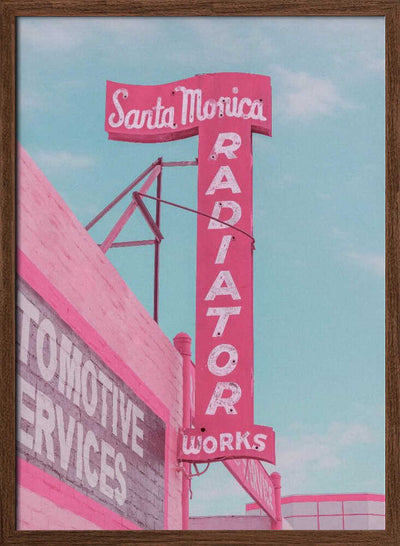 Santa Monica
RADIATOR
WORKS
TOMOTIVE
ERVICES